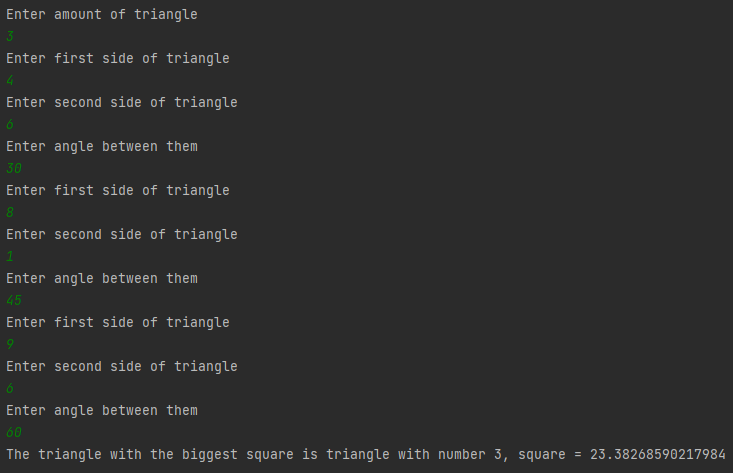 Enter amount of triangle
3
Enter first side of triangle
4
Enter second side of triangle
6
Enter angle between them
30
Enter first side of triangle
8
Enter second side of triangle
1
Enter angle between them
45
Enter first side of triangle
9
Enter second side of triangle
6
Enter angle between them
60
The triangle with the biggest square is triangle with number 3, square = 23.38268590217984